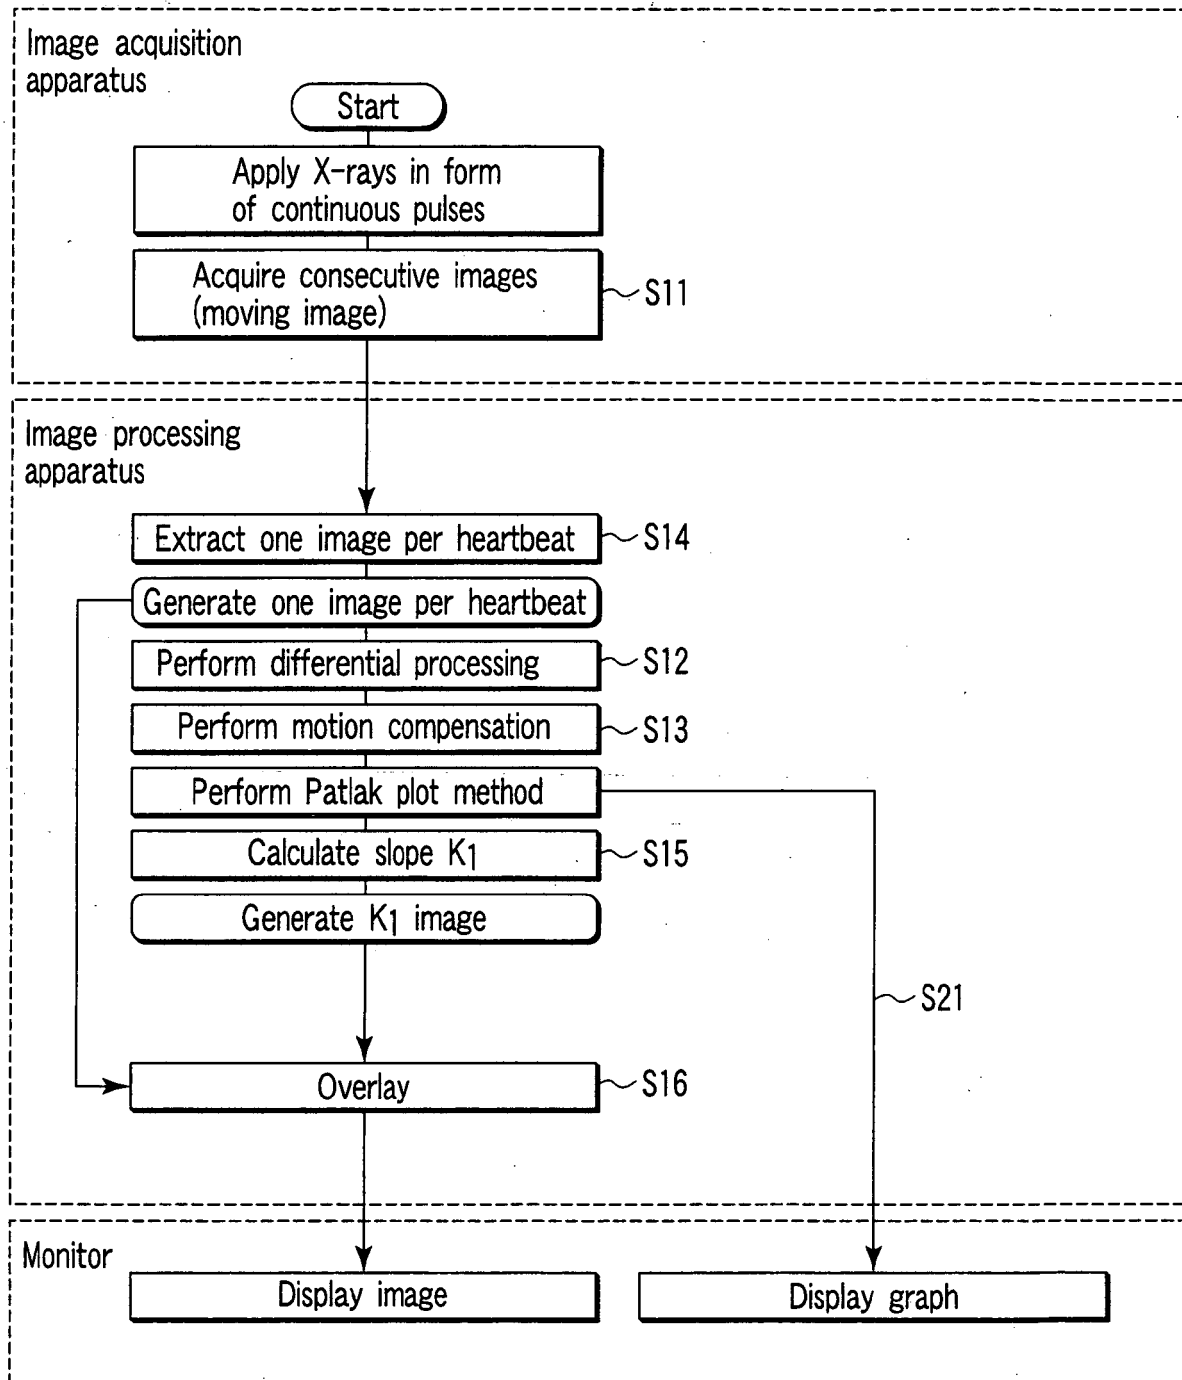 Image acquisition
apparatus
Start
Apply X-rays in form
of continuous pulses
Acquire consecutive images
(moving image)
S11
Image processing
apparatus
Extract one image per heartbeat
S14
Generate one image per heartbeat
Perform differential processing
S12
Perform motion compensation
S13
Perform Patlak plot method
Calculate slope K1
S15
Generate K1 image
S21
Overlay
S16
Monitor
Display image
Display graph